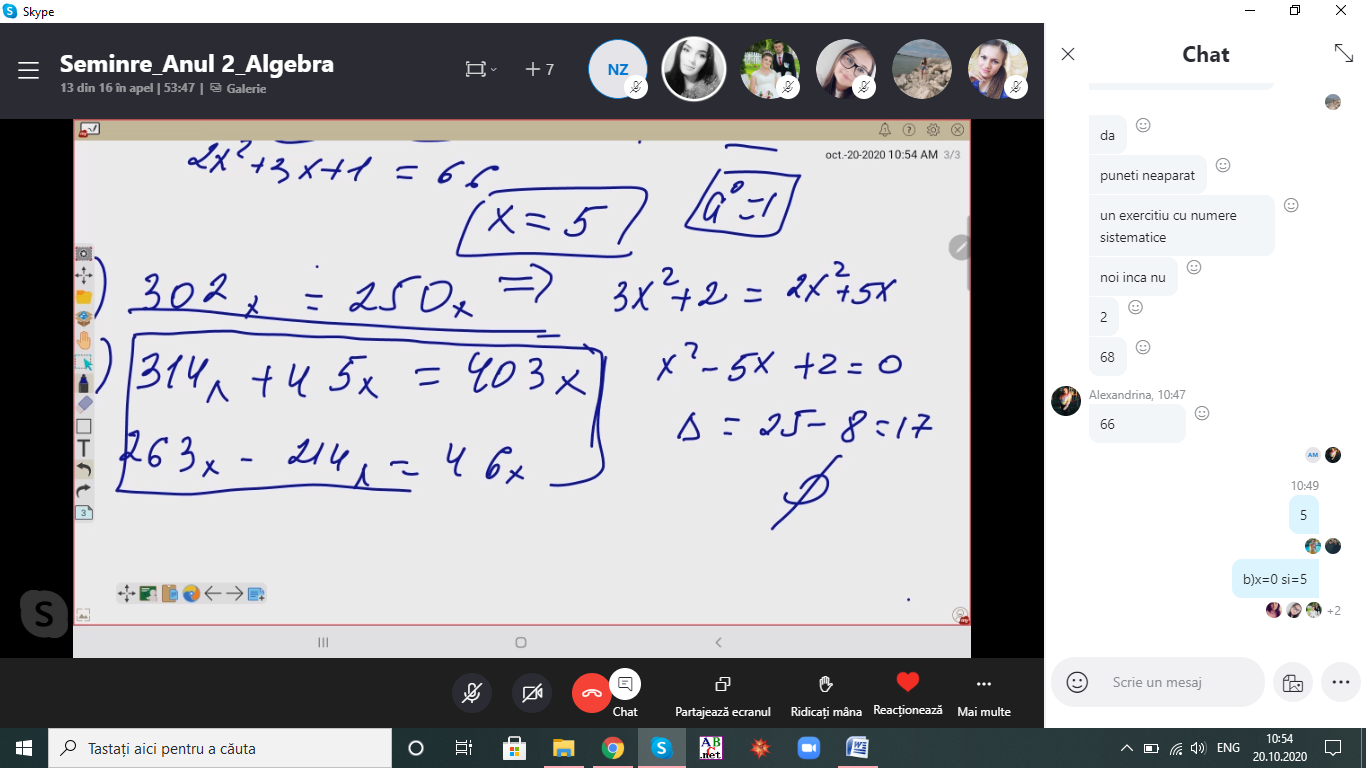 Skype
Seminre_Anul 2_Algebra
13 din 16 în apel | 53:47 | Galerie
+7
NZ
oct.-20-2020 10:54 AM 3/3
2x²+3x+1 = 66
x = 5
a⁰=1
) 302ₓ = 250ₓ => 3x²+2 = 2x²+5x
) 314ₓ + 45ₓ = 403ₓ
x² - 5x + 2 = 0
263ₓ - 214ₓ = 46ₓ
Δ = 25 - 8 = 17
∅
T
3
S
Chat
Partajează ecranul
Ridicați mâna
Reacționează
Mai multe
Chat
da
puneti neaparat
un exercitiu cu numere
sistematice
noi inca nu
2
68
Alexandrina, 10:47
66
AM
10:49
5
b)x=0 si=5
+2
Scrie un mesaj
Tastați aici pentru a căuta
ABC.net
ENG
10:54
20.10.2020